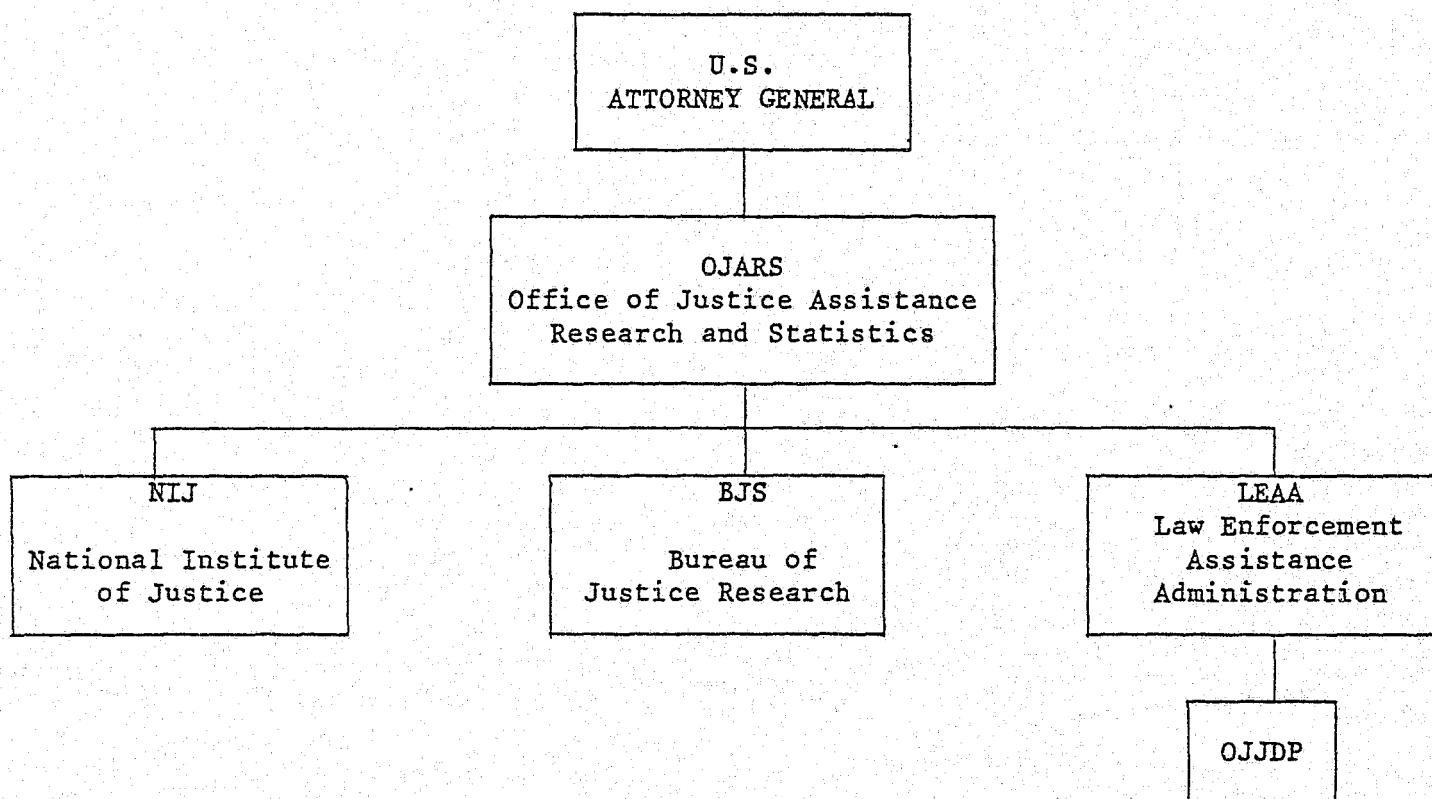 U.S.
ATTORNEY GENERAL
OJARS
Office of Justice Assistance
Research and Statistics
NIJ
National Institute
of Justice
BJS
Bureau of
Justice Research
LEAA
Law Enforcement
Assistance
Administration
OJJDP